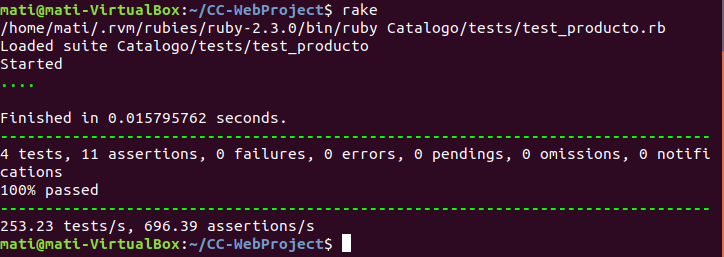 mati@mati-VirtualBox:~/CC-WebProject$ rake
/home/mati/.rvm/rubies/ruby-2.3.0/bin/ruby Catalogo/tests/test_producto.rb
Loaded suite Catalogo/tests/test_producto
Started
....

Finished in 0.015795762 seconds.
--------------------------------------------------------------------------------
4 tests, 11 assertions, 0 failures, 0 errors, 0 pendings, 0 omissions, 0 notifi
cations
100% passed
--------------------------------------------------------------------------------
253.23 tests/s, 696.39 assertions/s
mati@mati-VirtualBox:~/CC-WebProject$